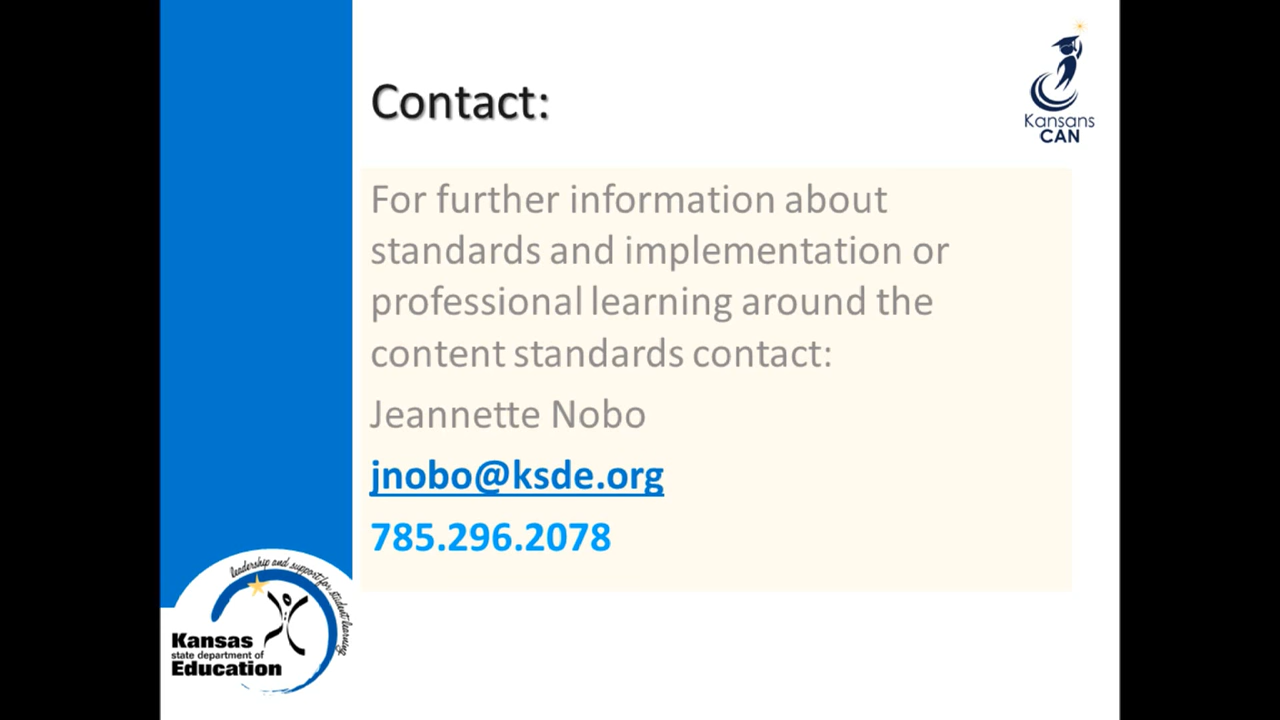 Contact:
Kansans
CAN
For further information about
standards and implementation or
professional learning around the
content standards contact:
Jeannette Nobo
jnobo@ksde.org
785.296.2078
leadership and support for student learning
Kansas
state department of
Education